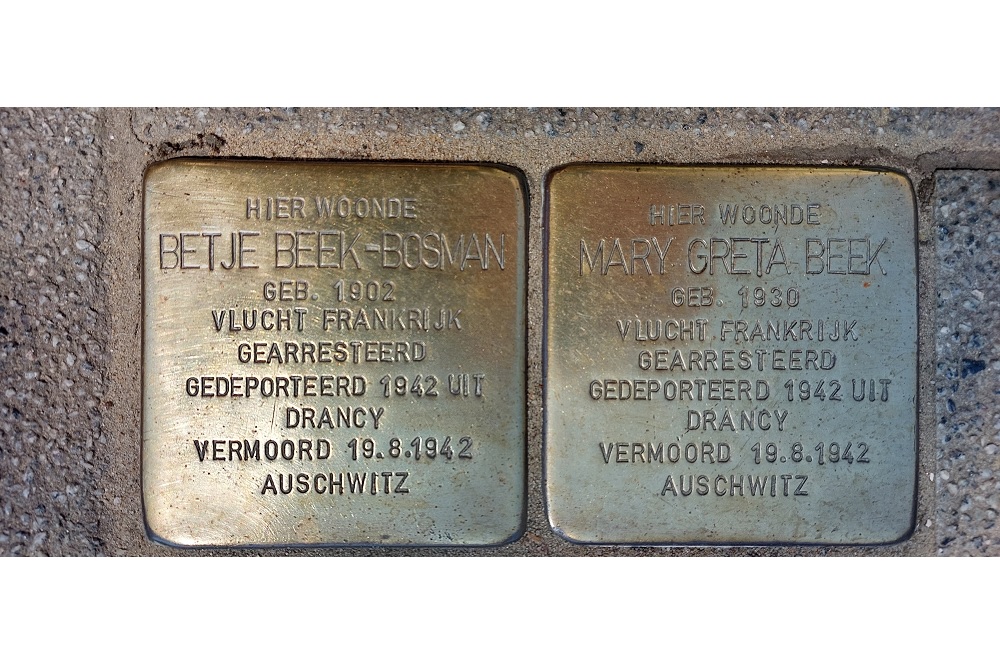 HIER WOONDE
BETJE BEEK-BOSMAN
GEB. 1902
VLUCHT FRANKRIJK
GEARRESTEERD
GEDEPORTEERD 1942 UIT
DRANCY
VERMOORD 19.8.1942
AUSCHWITZ
HIER WOONDE
MARY GRETA BEEK
GEB. 1930
VLUCHT FRANKRIJK
GEARRESTEERD
GEDEPORTEERD 1942 UIT
DRANCY
VERMOORD 19.8.1942
AUSCHWITZ